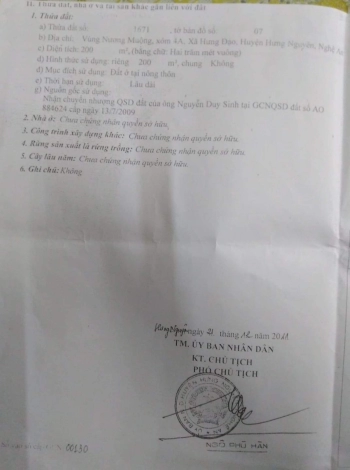 II. Thửa đất, nhà ở và tài sản khác gắn liền với đất
1. Thửa đất:
a) Thửa đất số: 1671 , tờ bản đồ số: 07
b) Địa chỉ: Vùng Nương Muống, xóm 4A, Xã Hưng Đạo, Huyện Hưng Nguyên, Nghệ
c) Diện tích: 200 m², (bằng chữ: Hai trăm mét vuông)
d) Hình thức sử dụng: riêng 200 m², chung Không
đ) Mục đích sử dụng: Đất ở tại nông thôn
e) Thời hạn sử dụng: Lâu dài
g) Nguồn gốc sử dụng:
Nhận chuyển nhượng QSD đất của ông Nguyễn Duy Sinh tại GCNQSD đất số AO
884624 cấp ngày 13/7/2009
2. Nhà ở: Chưa chứng nhận quyền sở hữu.
3. Công trình xây dựng khác: Chưa chứng nhận quyền sở hữu.
4. Rừng sản xuất là rừng trồng: Chưa chứng nhận quyền sở hữu.
5. Cây lâu năm: Chưa chứng nhận quyền sở hữu.
6. Ghi chú: Không
Hưng Nguyên, ngày 21 tháng 12 năm
TM. ỦY BAN NHÂN DÂN
KT. CHỦ TỊCH
PHÓ CHỦ TỊCH
NGÔ PHÚ HÀN
00130